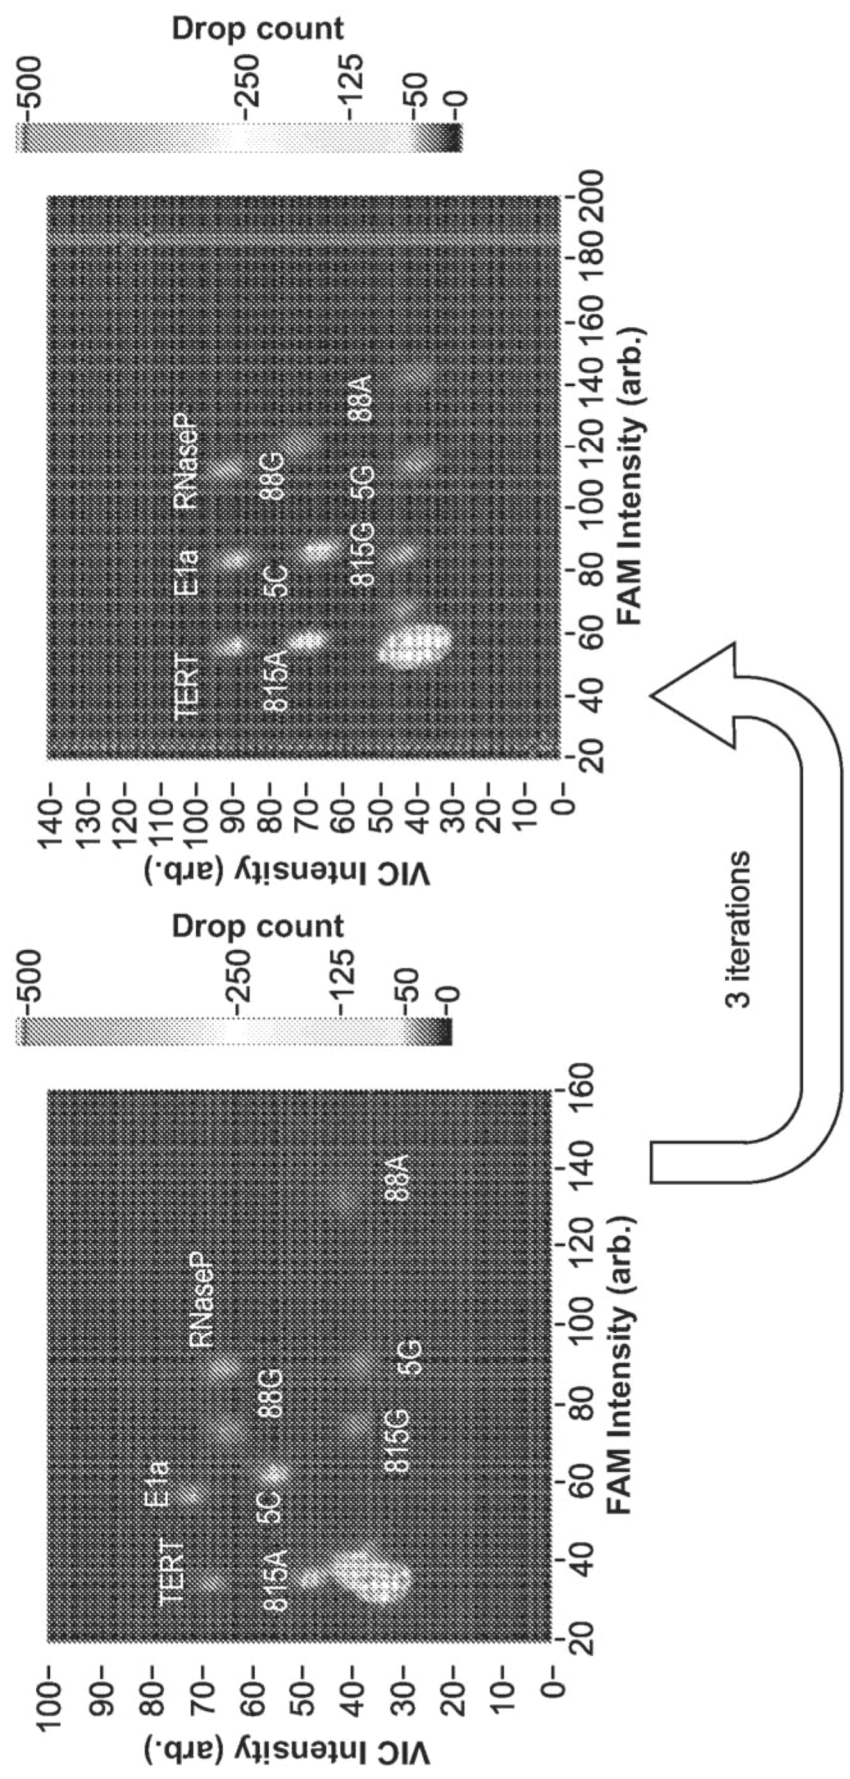 Drop count
-500
-250
-125
-50
-0
140-
130-
120-
110-
100-
90-
80-
70-
60-
50-
40-
30-
20-
10-
0-
VIC Intensity (arb.)
TERT
E1a
RNaseP
815A
5C
88G
815G
5G
88A
20
40
60
80
100
120
140
160
180
200
FAM Intensity (arb.)
Drop count
-500
-250
-125
-50
-0
100-
90-
80-
70-
60-
50-
40-
30-
20-
10-
0-
VIC Intensity (arb.)
TERT
E1a
RNaseP
815A
5C
88G
815G
5G
88A
20
40
60
80
100
120
140
160
FAM Intensity (arb.)
3 iterations